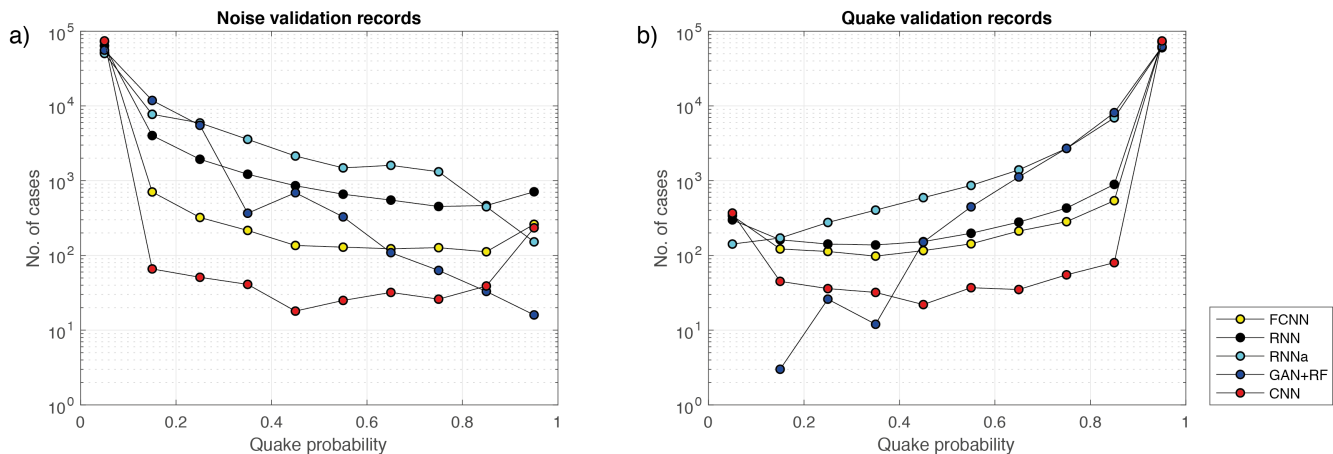 a)
Noise validation records
No. of cases
10^5
10^4
10^3
10^2
10^1
10^0
0 0.2 0.4 0.6 0.8 1
Quake probability
b)
Quake validation records
No. of cases
10^5
10^4
10^3
10^2
10^1
10^0
0 0.2 0.4 0.6 0.8 1
Quake probability
FCNN
RNN
RNNa
GAN+RF
CNN